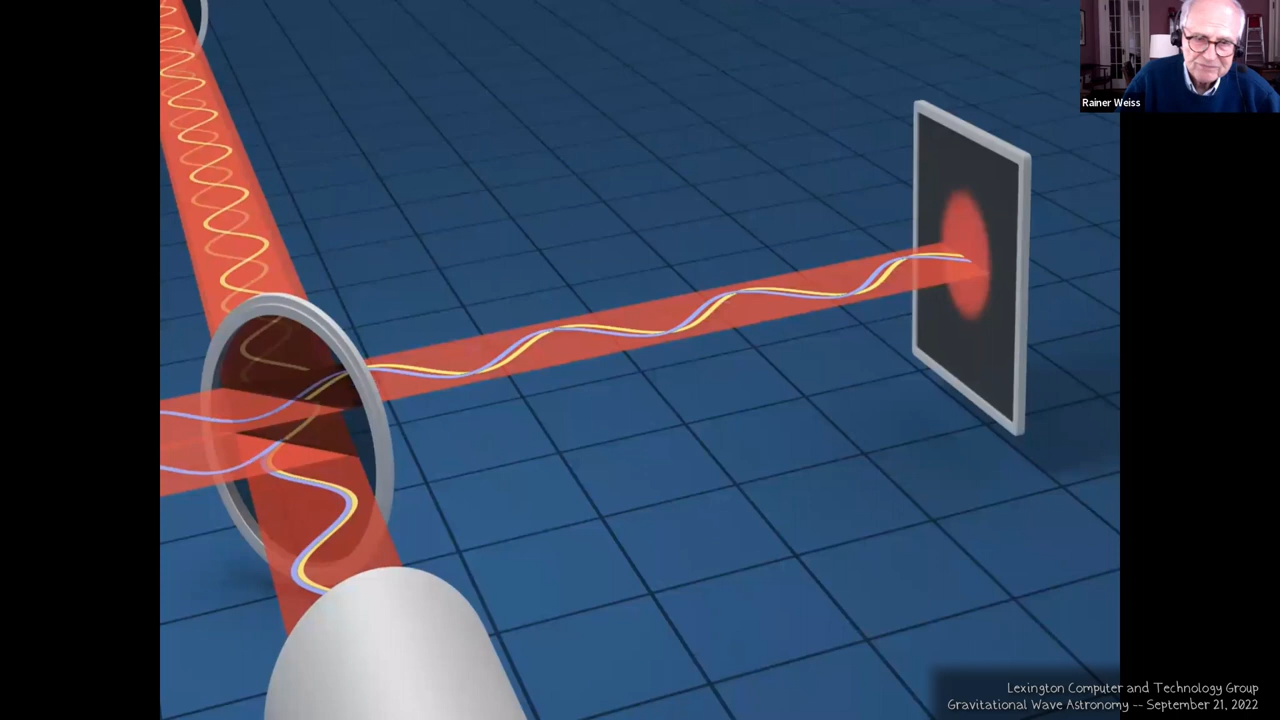 Rainer Weiss
Lexington Computer and Technology Group
Gravitational Wave Astronomy -- September 21, 2022